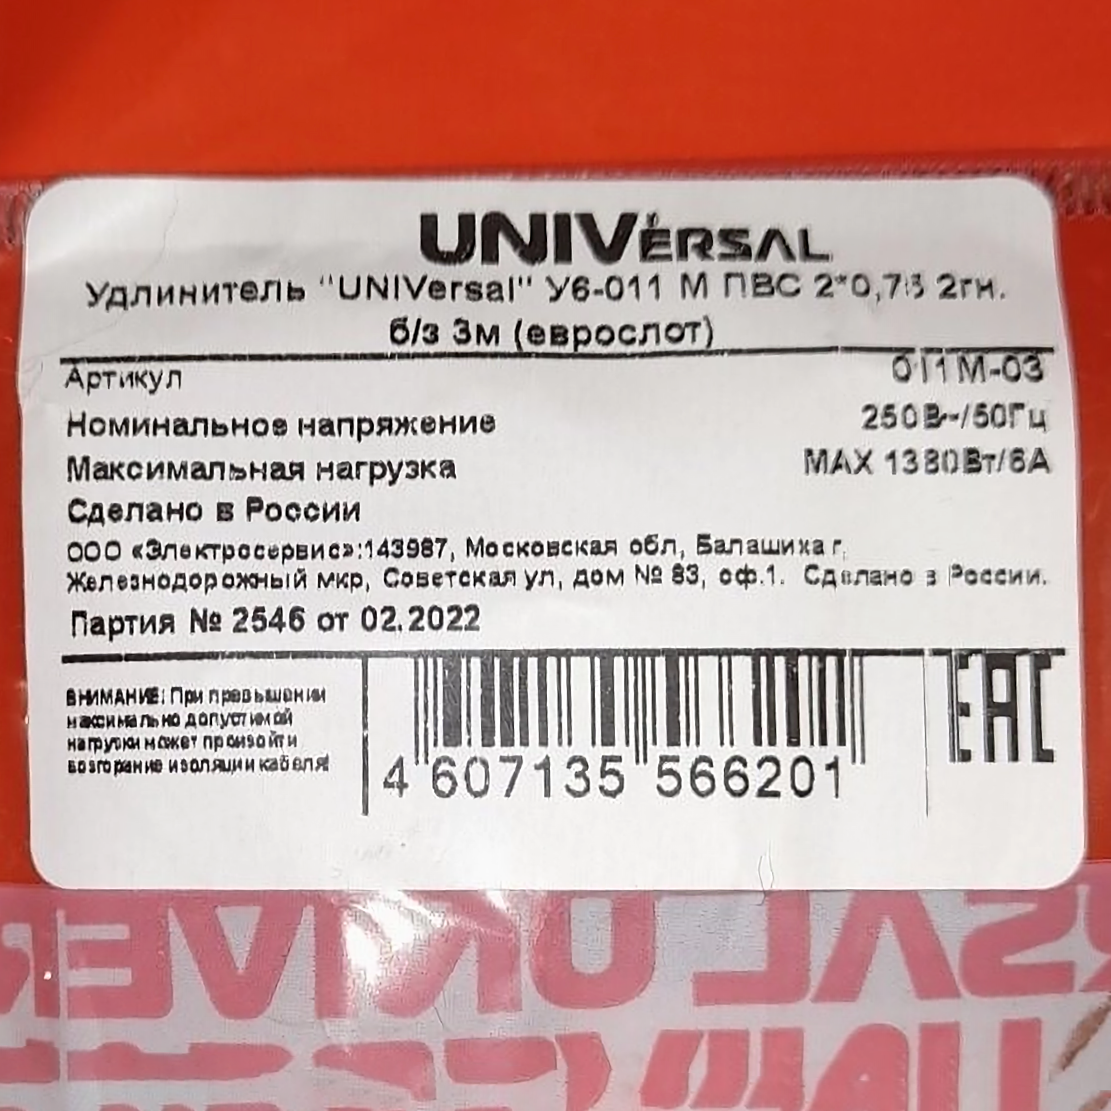 UNIVERSAL
Удлинитель "UNIVersal" У6-011 М ПВС 2*0,75 2гн.
б/з 3м (еврослот)
Артикул 011М-03
Номинальное напряжение 250В~/50Гц
Максимальная нагрузка MAX 1380Вт/6А
Сделано в России
ООО «Электросервис»:143987, Московская обл, Балашиха г,
Железнодорожный мкр, Советская ул, дом № 83, оф.1. Сделано в России.
Партия № 2546 от 02.2022
ВНИМАНИЕ: При превышении
максимально допустимой
нагрузки может произойти
возгорание изоляции кабеля!
4 607135 566201
EAC